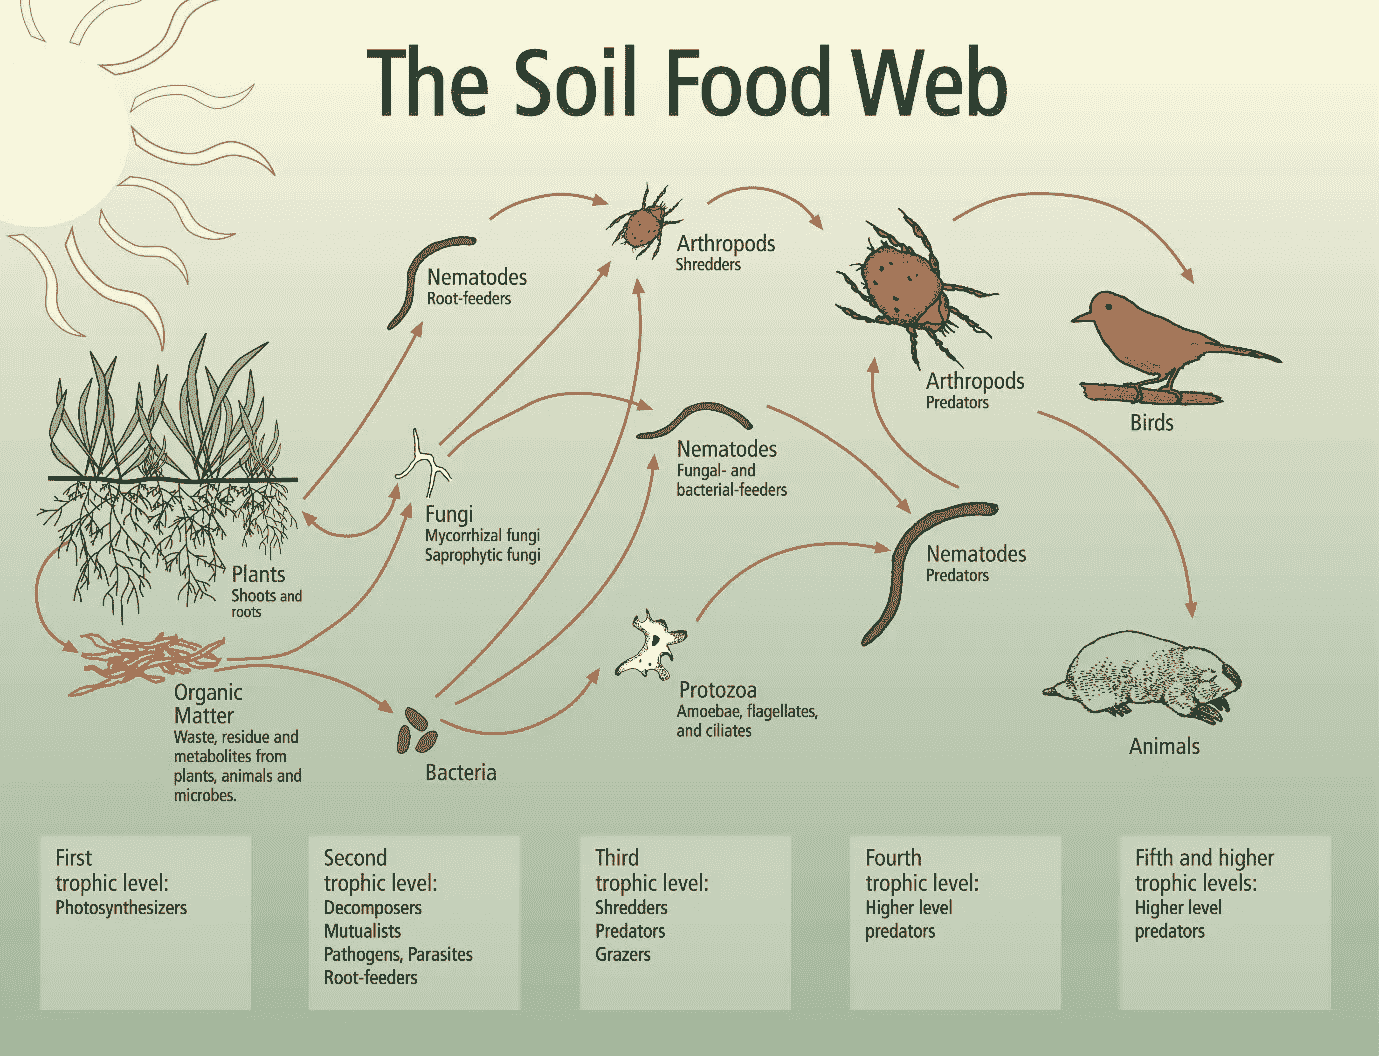 The Soil Food Web
Nematodes
Root-feeders
Arthropods
Shredders
Arthropods
Predators
Birds
Nematodes
Fungal- and
bacterial-feeders
Fungi
Mycorrhizal fungi
Saprophytic fungi
Nematodes
Predators
Plants
Shoots and
roots
Organic
Matter
Waste, residue and
metabolites from
plants, animals and
microbes.
Bacteria
Protozoa
Amoebae, flagellates,
and ciliates
Animals
First
trophic level:
Photosynthesizers
Second
trophic level:
Decomposers
Mutualists
Pathogens, Parasites
Root-feeders
Third
trophic level:
Shredders
Predators
Grazers
Fourth
trophic level:
Higher level
predators
Fifth and higher
trophic levels:
Higher level
predators